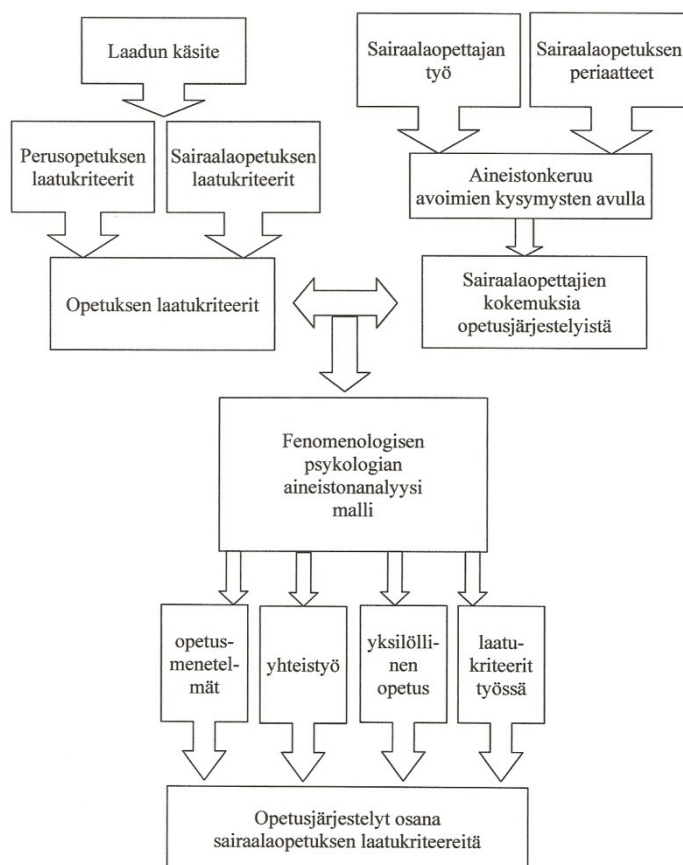 Laadun käsite
Sairaalaopettajan
työ
Sairaalaopetuksen
periaatteet
Perusopetuksen
laatukriteerit
Sairaalaopetuksen
laatukriteerit
Aineistonkeruu
avoimien kysymysten avulla
Opetuksen laatukriteerit
Sairaalaopettajien
kokemuksia
opetusjärjestelyistä
Fenomenologisen
psykologian
aineistonanalyysi
malli
opetus-
menetel-
mät
yhteistyö
yksilölli-
nen
opetus
laatu-
kriteerit
työssä
Opetusjärjestelyt osana
sairaalaopetuksen laatukriteereitä